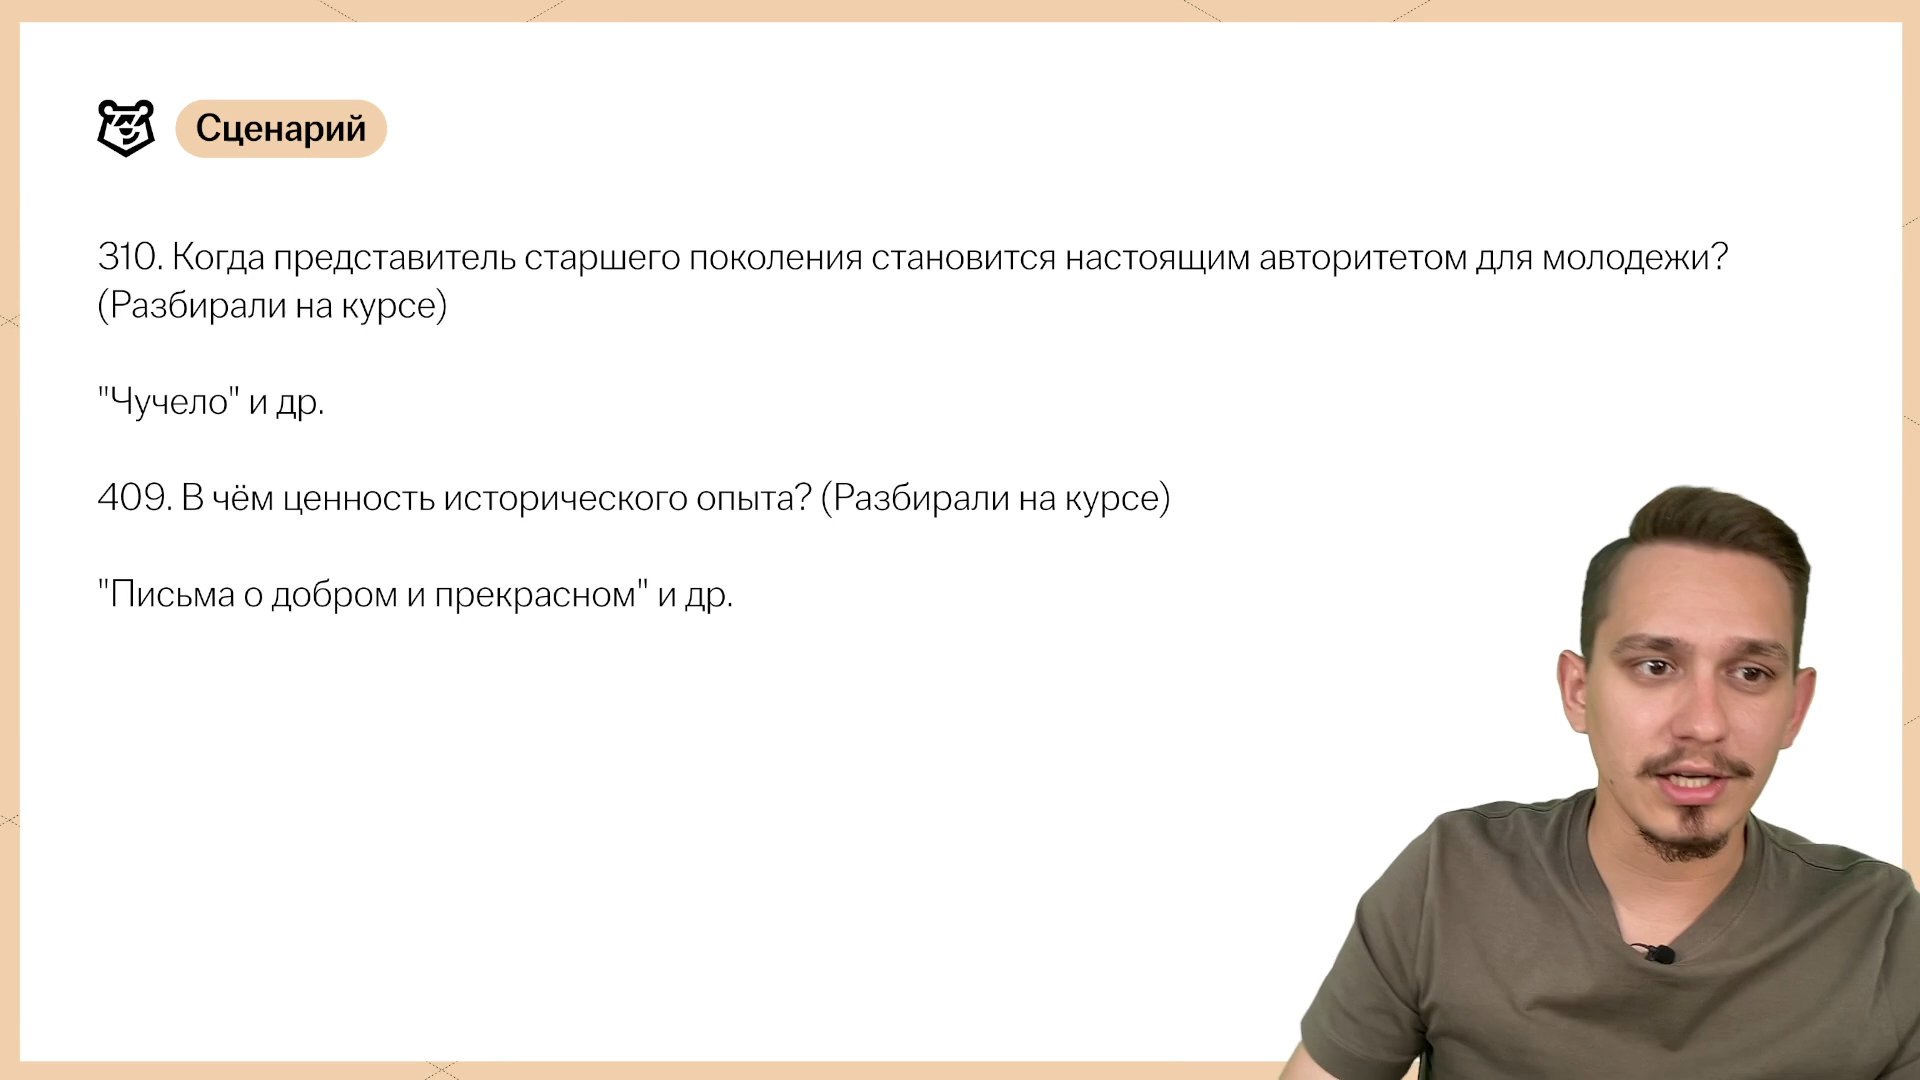 Сценарий
310. Когда представитель старшего поколения становится настоящим авторитетом для молодежи?
(Разбирали на курсе)
"Чучело" и др.
409. В чём ценность исторического опыта? (Разбирали на курсе)
"Письма о добром и прекрасном" и др.